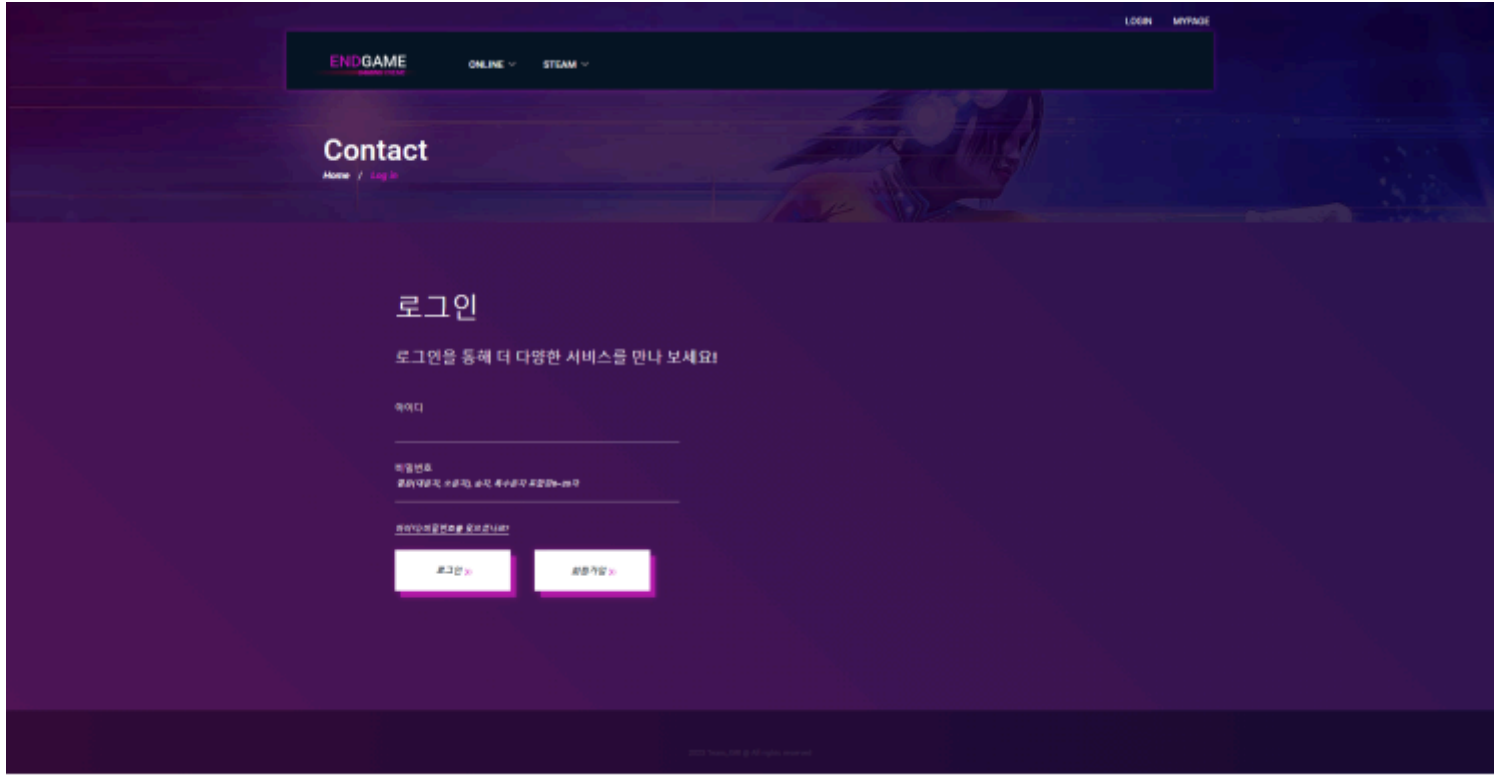 LOGIN MYPAGE
ENDGAME
ONLINE STEAM
Contact
Home / Log in
로그인
로그인을 통해 더 다양한 서비스를 만나 보세요!
아이디
비밀번호
로그인
회원가입